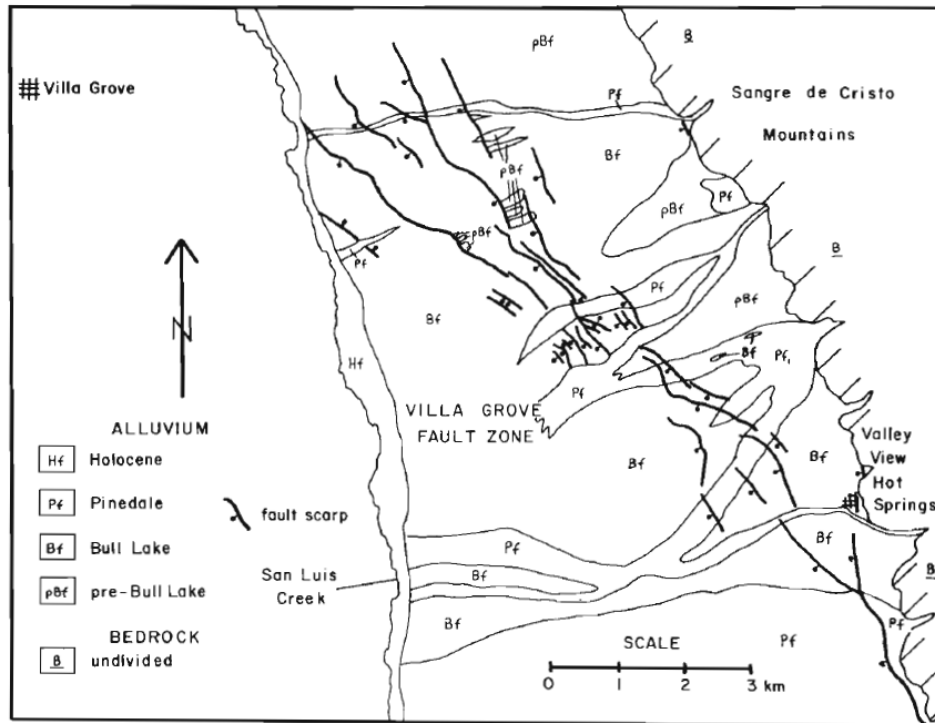 pBf
B
Villa Grove
Pf
Sangre de Cristo
Mountains
Bf
pBf
pBf
Pf
pBf
Pf
B
N
Pf
pBf
Bf
Bf
Pf,
Hf
Pf
VILLA GROVE
FAULT ZONE
ALLUVIUM
Hf Holocene
Pf Pinedale
Bf Bull Lake
pBf pre-Bull Lake
BEDROCK
B undivided
fault scarp
Bf
Bf
Valley
View
Hot
Springs
Pf
Bf
San Luis
Creek
Bf
Bf
B
Pf
Pf
SCALE
0 1 2 3 km